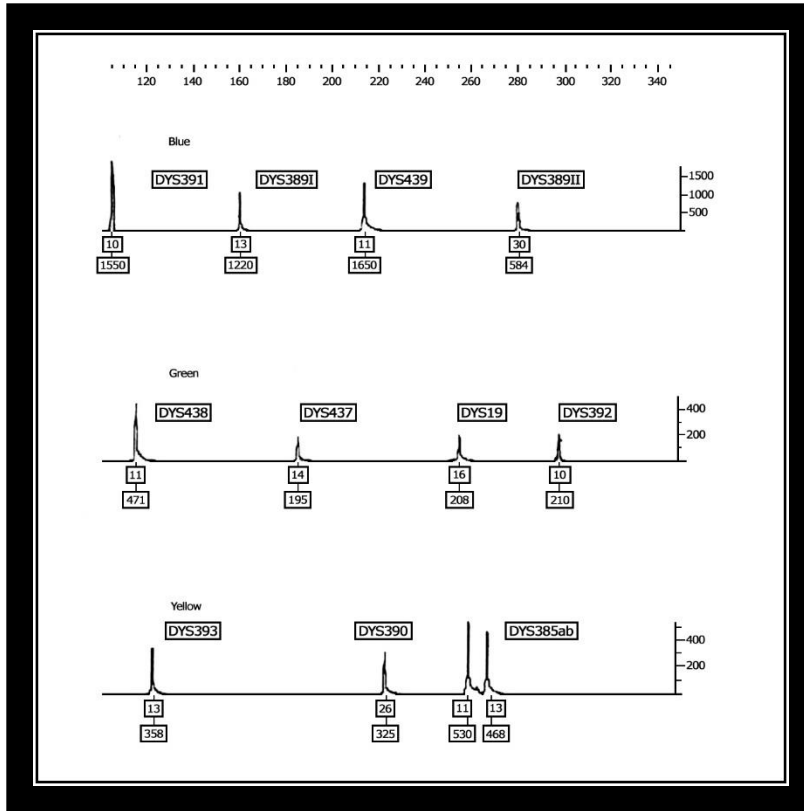 120 140 160 180 200 220 240 260 280 300 320 340
Blue
DYS391 DYS389I DYS439 DYS389II
1500
1000
500
10 13 11 30
1550 1220 1650 584
Green
DYS438 DYS437 DYS19 DYS392
400
200
11 14 16 10
471 195 208 210
Yellow
DYS393 DYS390 DYS385ab
400
200
13 26 11 13
358 325 530 468